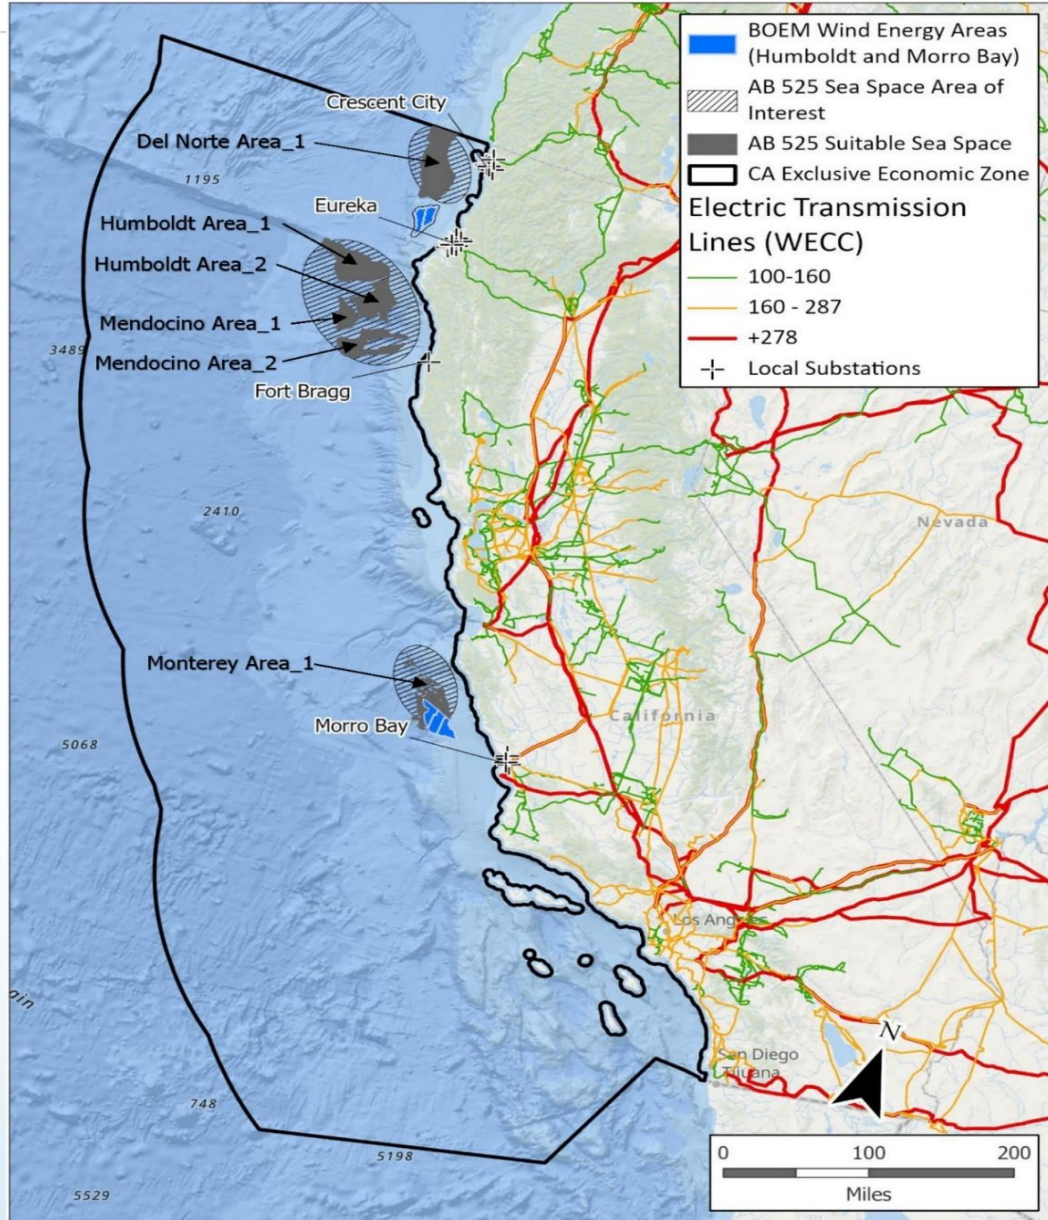 BOEM Wind Energy Areas
(Humboldt and Morro Bay)
AB 525 Sea Space Area of
Interest
AB 525 Suitable Sea Space
CA Exclusive Economic Zone
Electric Transmission
Lines (WECC)
100-160
160 - 287
+278
Local Substations
Crescent City
Del Norte Area_1
1195
Eureka
Humboldt Area_1
Humboldt Area_2
Mendocino Area_1
3489
Mendocino Area_2
Fort Bragg
2410
Nevada
Monterey Area_1
California
Morro Bay
5068
Los Angeles
gin
N
San Diego
Tijuana
748
5198
5529
0 100 200
Miles